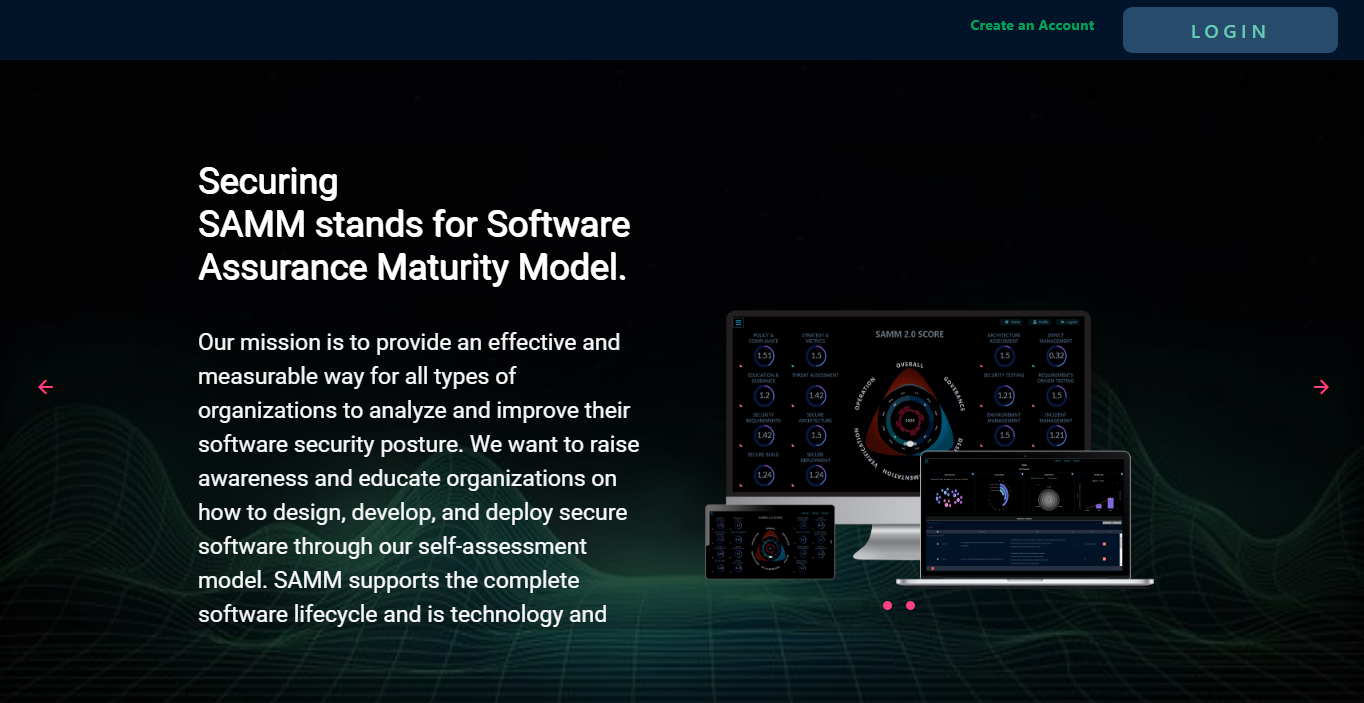 Create an Account
LOGIN
Securing
SAMM stands for Software
Assurance Maturity Model.
Our mission is to provide an effective and
measurable way for all types of
organizations to analyze and improve their
software security posture. We want to raise
awareness and educate organizations on
how to design, develop, and deploy secure
software through our self-assessment
model. SAMM supports the complete
software lifecycle and is technology and
Home Profile Logout
SAMM 2.0 SCORE
POLICY &
COMPLIANCE
1.51
STRATEGY &
METRICS
1.5
EDUCATION &
GUIDANCE
1.2
THREAT ASSESSMENT
1.42
SECURITY
REQUIREMENTS
1.42
SECURE
ARCHITECTURE
1.5
SECURE BUILD
1.24
SECURE
DEPLOYMENT
1.24
OVERALL
GOVERANCE
OPERATION
VERIFICATION
ARCHITECTURE
ASSESSMENT
1.5
DEFECT
MANAGEMENT
0.32
SECURITY TESTING
1.21
REQUIREMENTS
DRIVEN TESTING
1.5
ENVIRONEMNT
MANAGEMENT
1.5
INCIDENT
MANAGEMENT
1.21